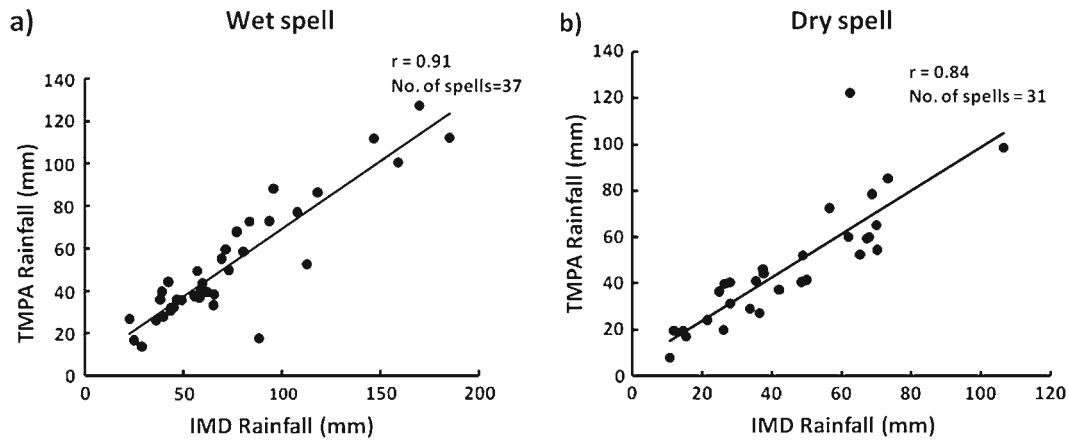 a)
Wet spell
r = 0.91
No. of spells=37
140
120
100
80
60
40
20
0
TMPA Rainfall (mm)
0 50 100 150 200
IMD Rainfall (mm)
b)
Dry spell
r = 0.84
No. of spells = 31
140
120
100
80
60
40
20
0
TMPA Rainfall (mm)
0 20 40 60 80 100 120
IMD Rainfall (mm)